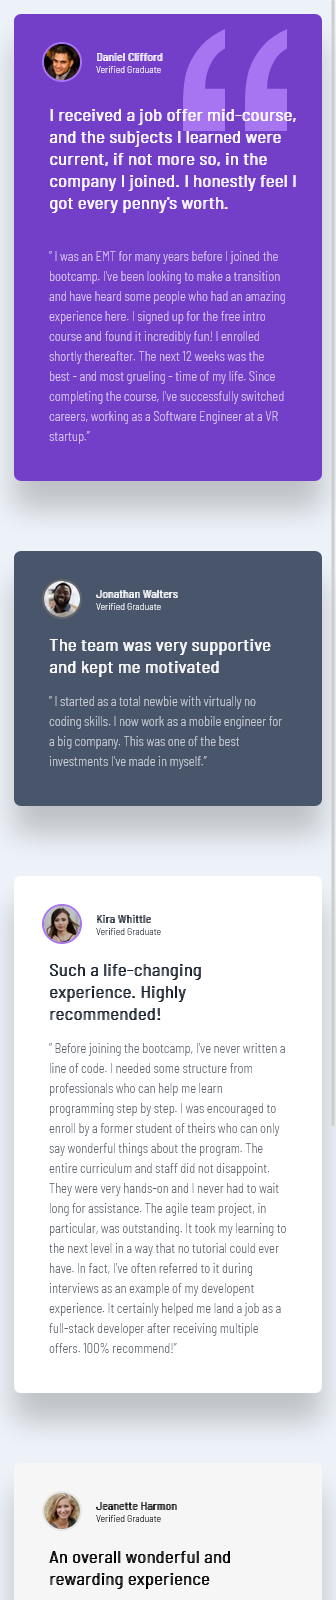 Daniel Clifford
Verified Graduate
I received a job offer mid-course,
and the subjects I learned were
current, if not more so, in the
company I joined. I honestly feel I
got every penny's worth.
“ I was an EMT for many years before I joined the
bootcamp. I've been looking to make a transition
and have heard some people who had an amazing
experience here. I signed up for the free intro
course and found it incredibly fun! I enrolled
shortly thereafter. The next 12 weeks was the
best - and most grueling - time of my life. Since
completing the course, I've successfully switched
careers, working as a Software Engineer at a VR
startup.”
Jonathan Walters
Verified Graduate
The team was very supportive
and kept me motivated
“ I started as a total newbie with virtually no
coding skills. I now work as a mobile engineer for
a big company. This was one of the best
investments I've made in myself.”
Kira Whittle
Verified Graduate
Such a life-changing
experience. Highly
recommended!
“ Before joining the bootcamp, I've never written a
line of code. I needed some structure from
professionals who can help me learn
programming step by step. I was encouraged to
enroll by a former student of theirs who can only
say wonderful things about the program. The
entire curriculum and staff did not disappoint.
They were very hands-on and I never had to wait
long for assistance. The agile team project, in
particular, was outstanding. It took my learning to
the next level in a way that no tutorial could ever
have. In fact, I've often referred to it during
interviews as an example of my developent
experience. It certainly helped me land a job as a
full-stack developer after receiving multiple
offers. 100% recommend!”
Jeanette Harmon
Verified Graduate
An overall wonderful and
rewarding experience